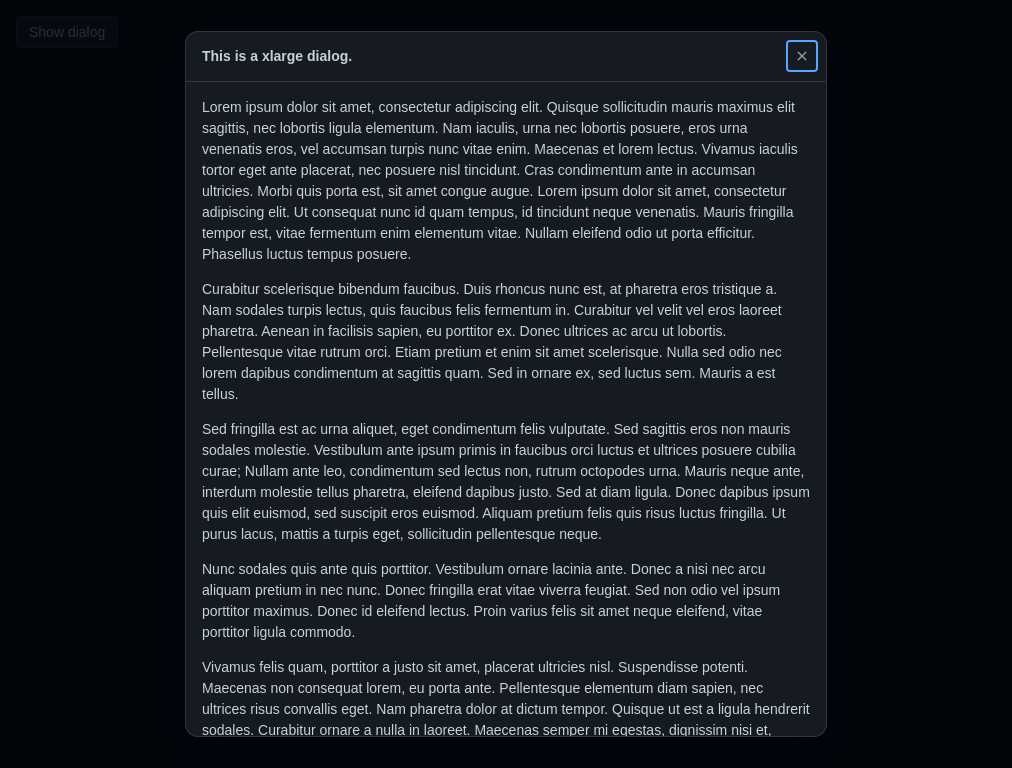 Show dialog
This is a xlarge dialog.
Lorem ipsum dolor sit amet, consectetur adipiscing elit. Quisque sollicitudin mauris maximus elit
sagittis, nec lobortis ligula elementum. Nam iaculis, urna nec lobortis posuere, eros urna
venenatis eros, vel accumsan turpis nunc vitae enim. Maecenas et lorem lectus. Vivamus iaculis
tortor eget ante placerat, nec posuere nisl tincidunt. Cras condimentum ante in accumsan
ultricies. Morbi quis porta est, sit amet congue augue. Lorem ipsum dolor sit amet, consectetur
adipiscing elit. Ut consequat nunc id quam tempus, id tincidunt neque venenatis. Mauris fringilla
tempor est, vitae fermentum enim elementum vitae. Nullam eleifend odio ut porta efficitur.
Phasellus luctus tempus posuere.
Curabitur scelerisque bibendum faucibus. Duis rhoncus nunc est, at pharetra eros tristique a.
Nam sodales turpis lectus, quis faucibus felis fermentum in. Curabitur vel velit vel eros laoreet
pharetra. Aenean in facilisis sapien, eu porttitor ex. Donec ultrices ac arcu ut lobortis.
Pellentesque vitae rutrum orci. Etiam pretium et enim sit amet scelerisque. Nulla sed odio nec
lorem dapibus condimentum at sagittis quam. Sed in ornare ex, sed luctus sem. Mauris a est
tellus.
Sed fringilla est ac urna aliquet, eget condimentum felis vulputate. Sed sagittis eros non mauris
sodales molestie. Vestibulum ante ipsum primis in faucibus orci luctus et ultrices posuere cubilia
curae; Nullam ante leo, condimentum sed lectus non, rutrum octopodes urna. Mauris neque ante,
interdum molestie tellus pharetra, eleifend dapibus justo. Sed at diam ligula. Donec dapibus ipsum
quis elit euismod, sed suscipit eros euismod. Aliquam pretium felis quis risus luctus fringilla. Ut
purus lacus, mattis a turpis eget, sollicitudin pellentesque neque.
Nunc sodales quis ante quis porttitor. Vestibulum ornare lacinia ante. Donec a nisi nec arcu
aliquam pretium in nec nunc. Donec fringilla erat vitae viverra feugiat. Sed non odio vel ipsum
porttitor maximus. Donec id eleifend lectus. Proin varius felis sit amet neque eleifend, vitae
porttitor ligula commodo.
Vivamus felis quam, porttitor a justo sit amet, placerat ultricies nisl. Suspendisse potenti.
Maecenas non consequat lorem, eu porta ante. Pellentesque elementum diam sapien, nec
ultrices risus convallis eget. Nam pharetra dolor at dictum tempor. Quisque ut est a ligula hendrerit
sodales. Curabitur ornare a nulla in laoreet. Maecenas semper mi egestas, dignissim nisi et,